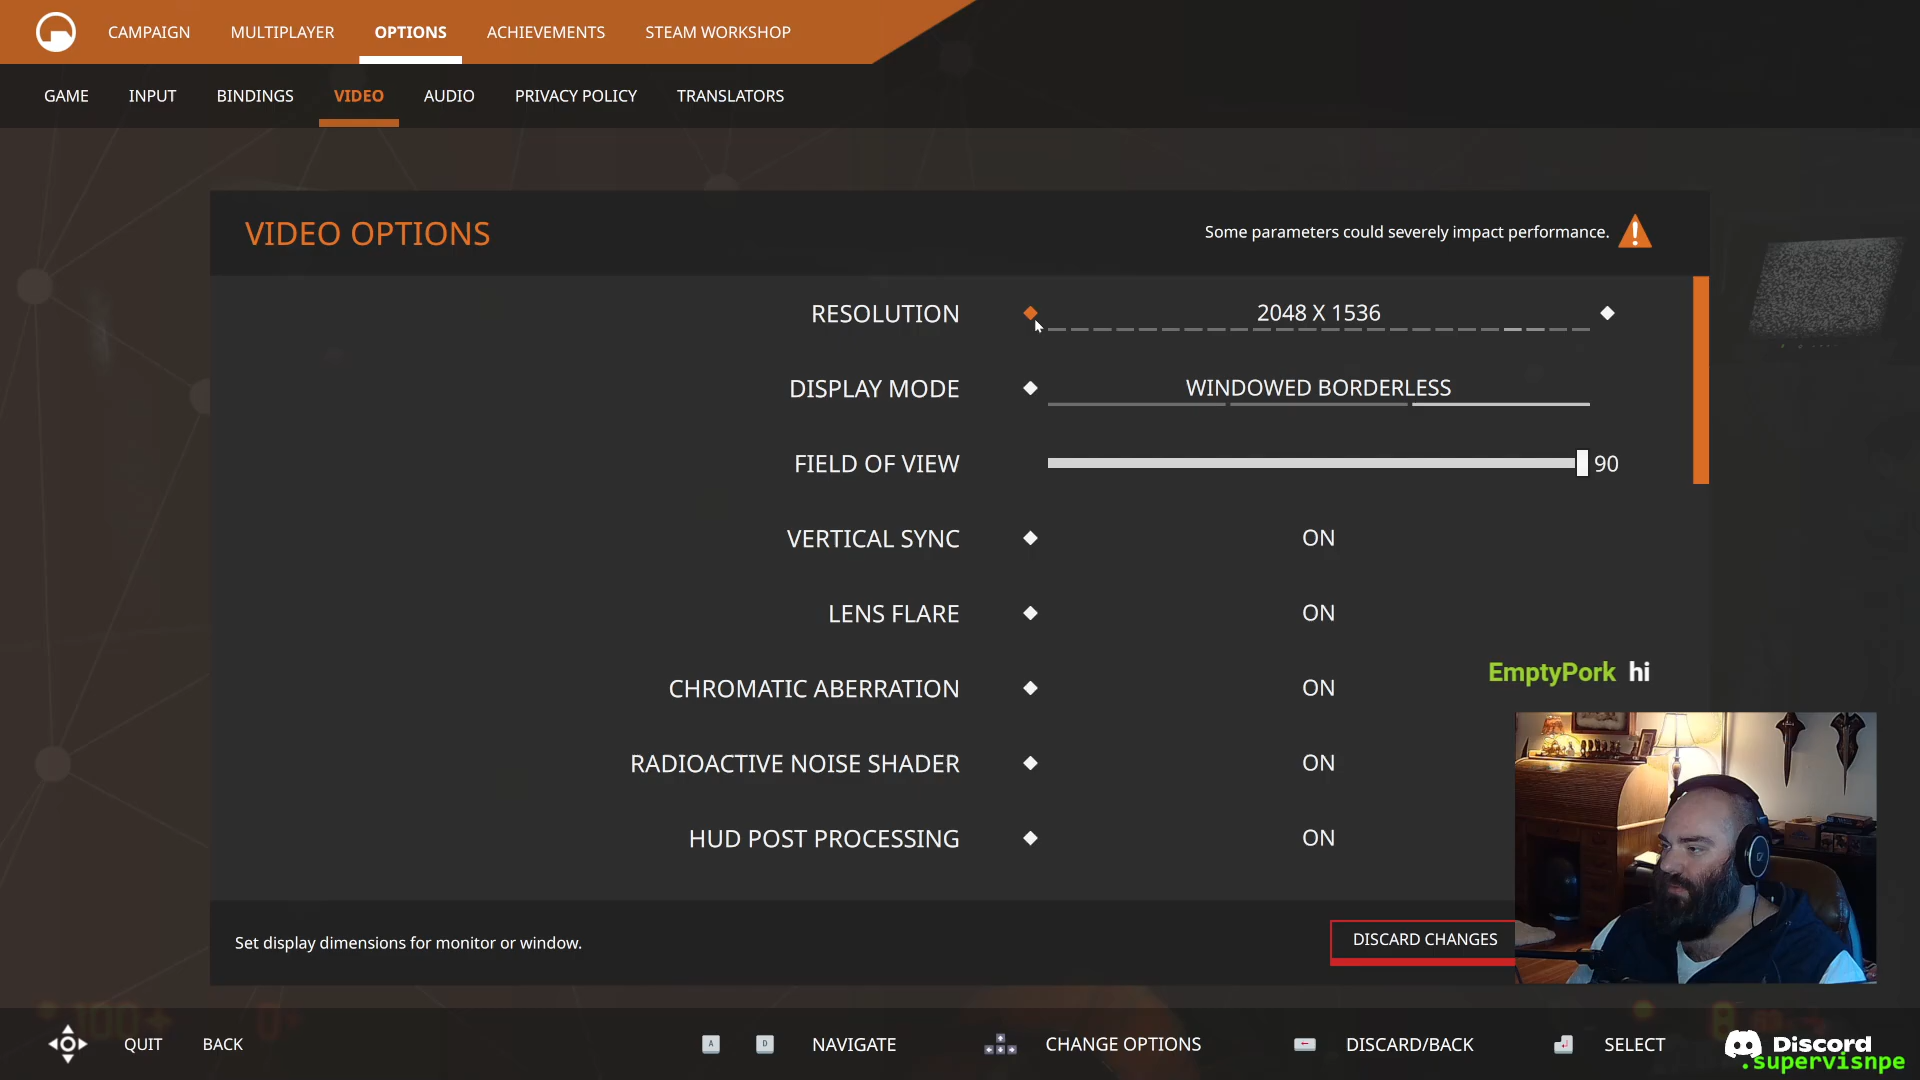 CAMPAIGN MULTIPLAYER OPTIONS ACHIEVEMENTS STEAM WORKSHOP
GAME INPUT BINDINGS VIDEO AUDIO PRIVACY POLICY TRANSLATORS
VIDEO OPTIONS
Some parameters could severely impact performance.
RESOLUTION 2048 X 1536
DISPLAY MODE WINDOWED BORDERLESS
FIELD OF VIEW 90
VERTICAL SYNC ON
LENS FLARE ON
EmptyPork hi
CHROMATIC ABERRATION ON
RADIOACTIVE NOISE SHADER ON
HUD POST PROCESSING ON
Set display dimensions for monitor or window.
DISCARD CHANGES
QUIT BACK A D NAVIGATE CHANGE OPTIONS DISCARD/BACK SELECT Discord
.supervisnpe